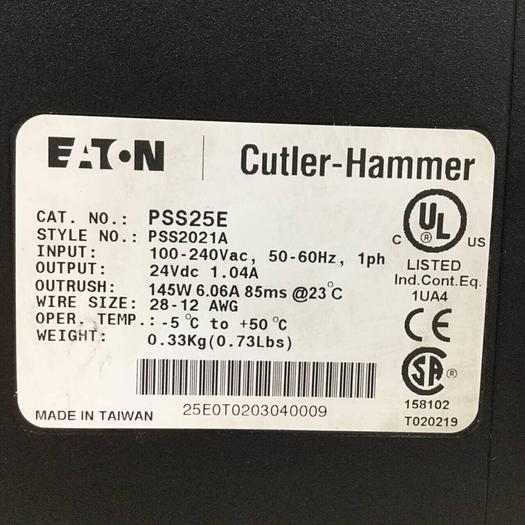 EATON | Cutler-Hammer
CAT. NO.: PSS25E
STYLE NO.: PSS2021A
INPUT: 100-240Vac, 50-60Hz, 1ph
OUTPUT: 24Vdc 1.04A
OUTRUSH: 145W 6.06A 85ms @23°C
WIRE SIZE: 28-12 AWG
OPER. TEMP.: -5°C to +50°C
WEIGHT: 0.33Kg(0.73Lbs)
C UL ® US
LISTED
Ind.Cont.Eq.
1UA4
CE
SA ®
158102
T020219
MADE IN TAIWAN
25E0T0203040009